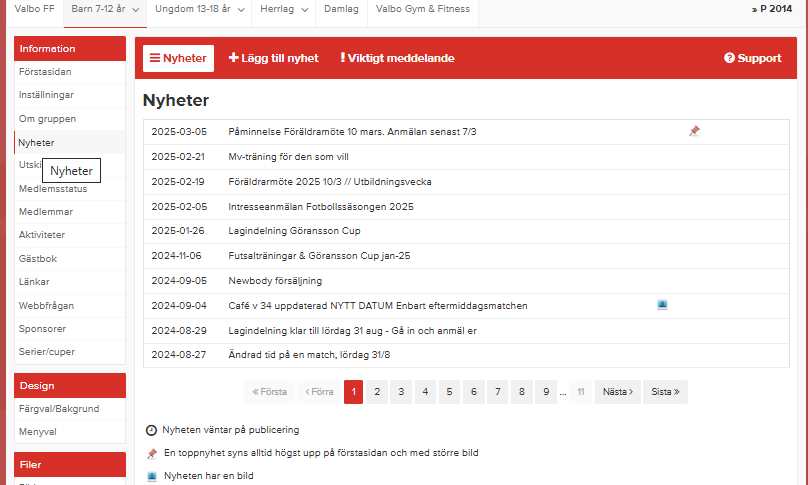 Valbo FF Barn 7-12 år Ungdom 13-18 år Herrlag Damlag Valbo Gym & Fitness » P 2014
Information
Förstasidan
Inställningar
Om gruppen
Nyheter
Utski
Nyheter
Medlemsstatus
Medlemmar
Aktiviteter
Gästbok
Länkar
Webbfrågan
Sponsorer
Serier/cuper
Design
Färgval/Bakgrund
Menyval
Filer
Nyheter Lägg till nyhet Viktigt meddelande Support
Nyheter
2025-03-05 Påminnelse Föräldramöte 10 mars. Anmälan senast 7/3
2025-02-21 Mv-träning för den som vill
2025-02-19 Föräldrarmöte 2025 10/3 // Utbildningsvecka
2025-02-05 Intresseanmälan Fotbollssäsongen 2025
2025-01-26 Lagindelning Göransson Cup
2024-11-06 Futsalträningar & Göransson Cup jan-25
2024-09-05 Newbody försäljning
2024-09-04 Café v 34 uppdaterad NYTT DATUM Enbart eftermiddagsmatchen
2024-08-29 Lagindelning klar till lördag 31 aug - Gå in och anmäl er
2024-08-27 Ändrad tid på en match, lördag 31/8
« Första ‹ Förra 1 2 3 4 5 6 7 8 9 ... 11 Nästa › Sista »
Nyheten väntar på publicering
En toppnyhet syns alltid högst upp på förstasidan och med större bild
Nyheten har en bild